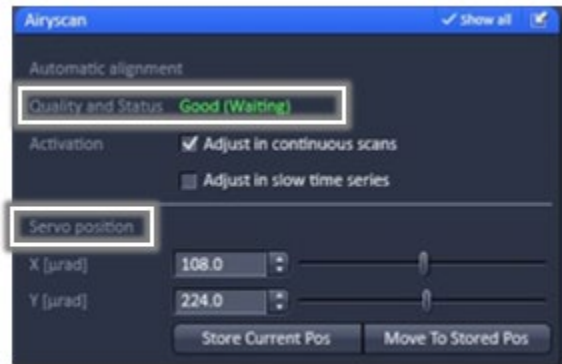 Airyscan Show all
Automatic alignment
Quality and Status Good (Waiting)
Activation Adjust in continuous scans
Adjust in slow time series
Servo position
X [µrad] 108.0
Y [µrad] 224.0
Store Current Pos Move To Stored Pos